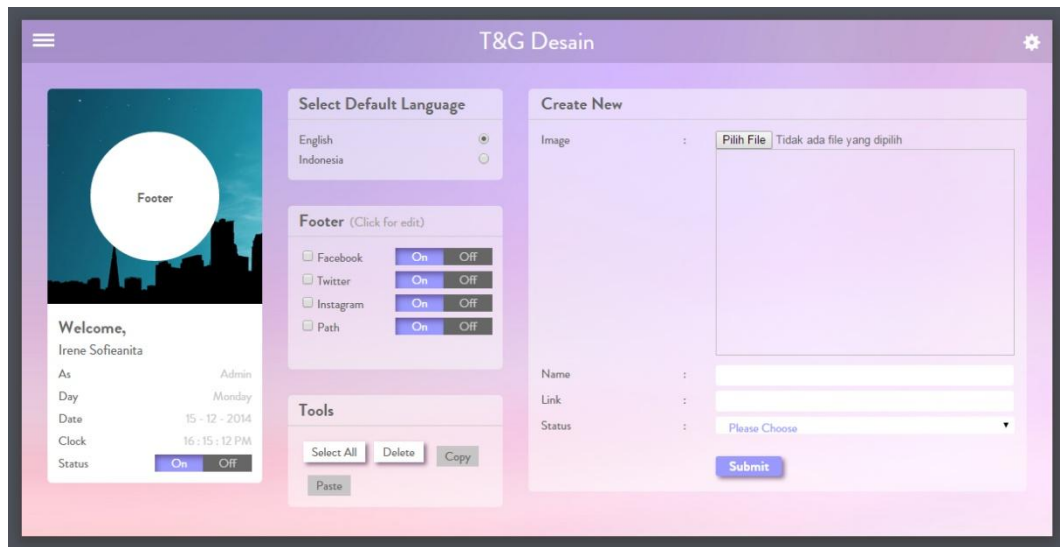 T&G Desain
Footer
Welcome,
Irene Sofieanita
As Admin
Day Monday
Date 15 - 12 - 2014
Clock 16 : 15 : 12 PM
Status On Off
Select Default Language
English
Indonesia
Footer (Click for edit)
Facebook On Off
Twitter On Off
Instagram On Off
Path On Off
Tools
Select All Delete Copy
Paste
Create New
Image : Pilih File Tidak ada file yang dipilih
Name :
Link :
Status : Please Choose
Submit